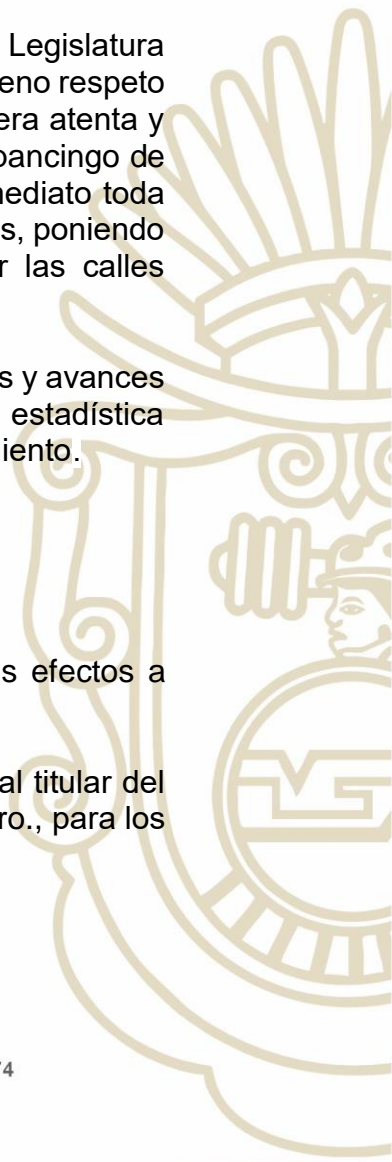 Legislatura
eno respeto
era atenta y
pancingo de
mediato toda
s, poniendo
r las calles
s y avances
estadística
iento.
s efectos a
al titular del
ro., para los
74